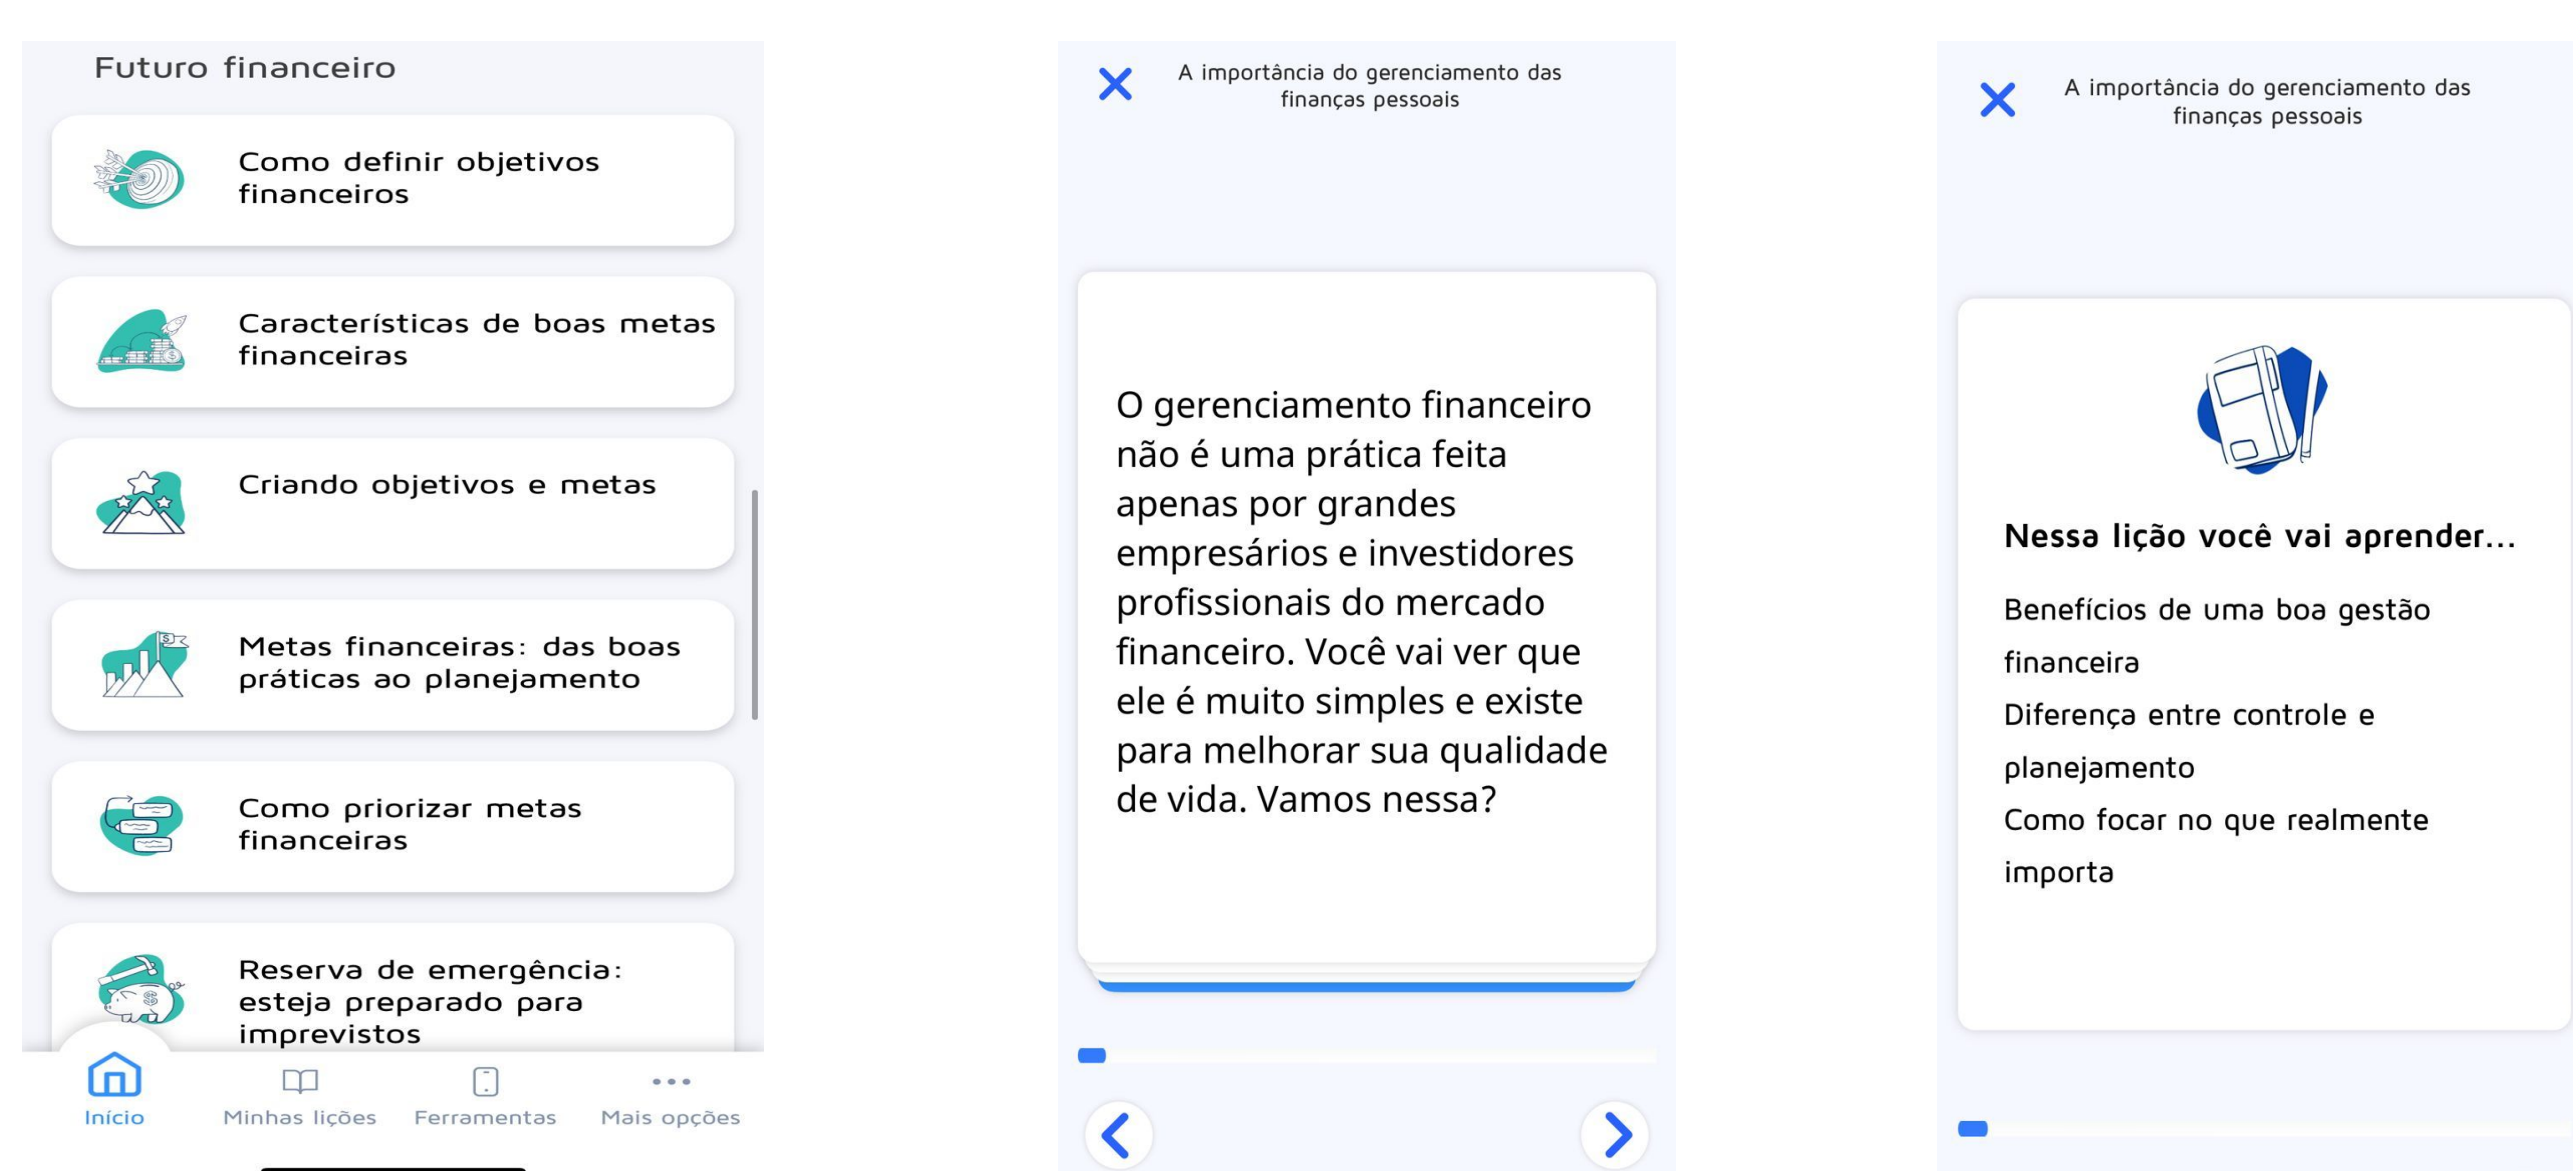 Futuro financeiro
Como definir objetivos
financeiros
Características de boas metas
financeiras
Criando objetivos e metas
Metas financeiras: das boas
práticas ao planejamento
Como priorizar metas
financeiras
Reserva de emergência:
esteja preparado para
imprevistos
Início
Minhas lições
Ferramentas
Mais opções
A importância do gerenciamento das
finanças pessoais
O gerenciamento financeiro
não é uma prática feita
apenas por grandes
empresários e investidores
profissionais do mercado
financeiro. Você vai ver que
ele é muito simples e existe
para melhorar sua qualidade
de vida. Vamos nessa?
A importância do gerenciamento das
finanças pessoais
Nessa lição você vai aprender...
Benefícios de uma boa gestão
financeira
Diferença entre controle e
planejamento
Como focar no que realmente
importa